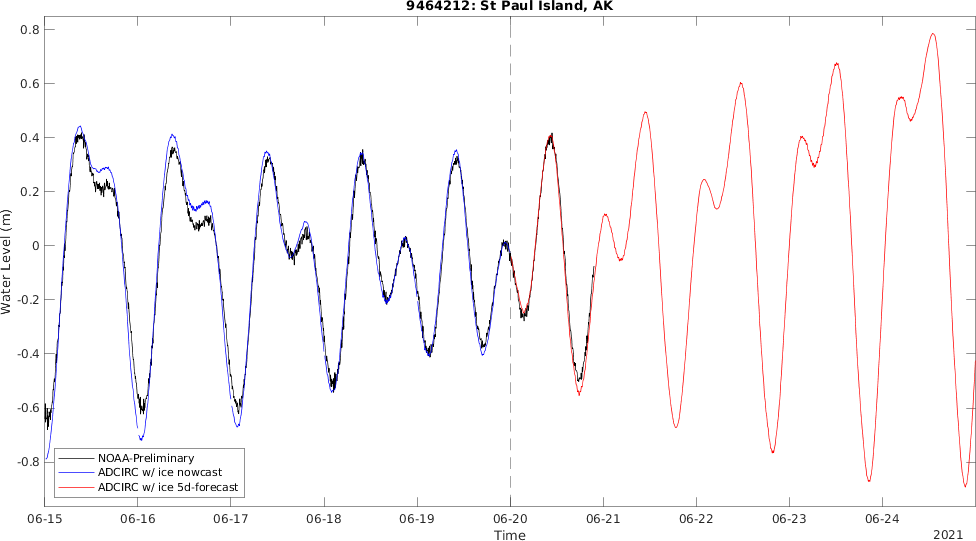 9464212: St Paul Island, AK
0.8
0.6
0.4
0.2
0
-0.2
-0.4
-0.6
-0.8
Water Level (m)
NOAA-Preliminary
ADCIRC w/ ice nowcast
ADCIRC w/ ice 5d-forecast
06-15 06-16 06-17 06-18 06-19 06-20 06-21 06-22 06-23 06-24
Time
2021